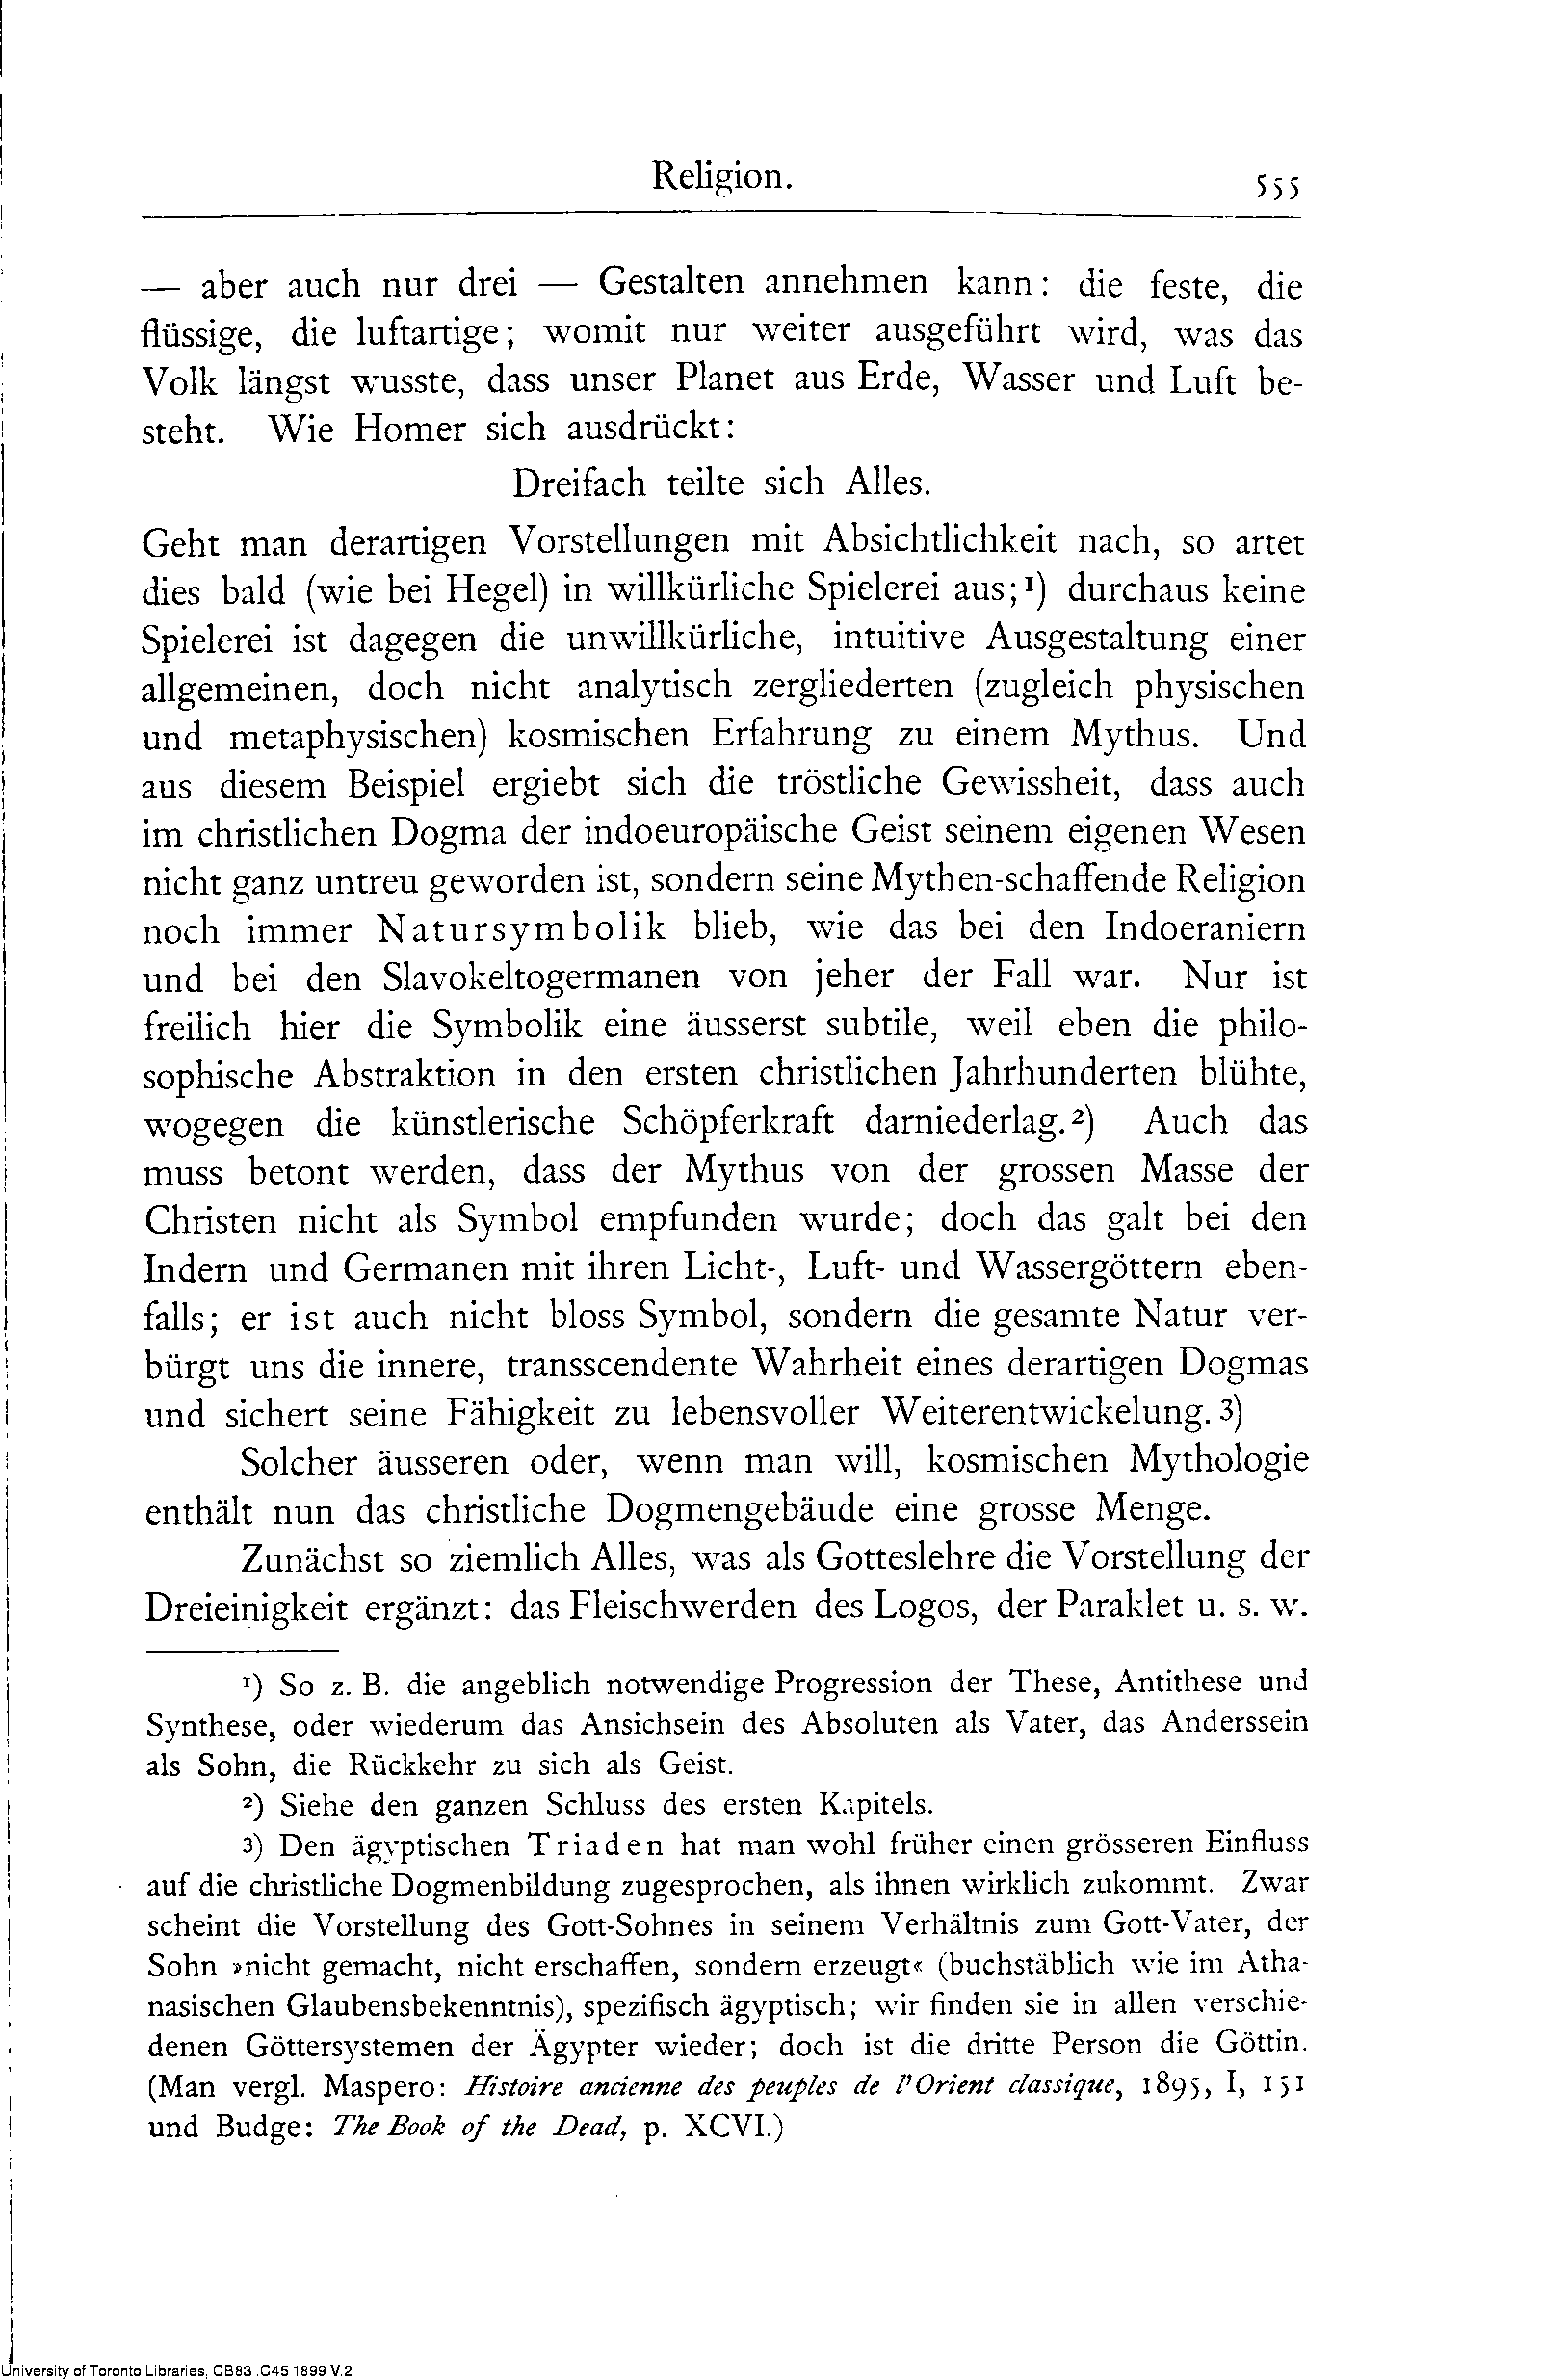 Religion. 555
— aber auch nur drei — Gestalten annehmen kann: die feste, die
flüssige, die luftartige; womit nur weiter ausgeführt wird, was das
Volk längst wusste, dass unser Planet aus Erde, Wasser und Luft be-
steht. Wie Homer sich ausdrückt:
Dreifach teilte sich Alles.
Geht man derartigen Vorstellungen mit Absichtlichkeit nach, so artet
dies bald (wie bei Hegel) in willkürliche Spielerei aus;¹) durchaus keine
Spielerei ist dagegen die unwillkürliche, intuitive Ausgestaltung einer
allgemeinen, doch nicht analytisch zergliederten (zugleich physischen
und metaphysischen) kosmischen Erfahrung zu einem Mythus. Und
aus diesem Beispiel ergiebt sich die tröstliche Gewissheit, dass auch
im christlichen Dogma der indoeuropäische Geist seinem eigenen Wesen
nicht ganz untreu geworden ist, sondern seine Mythen-schaffende Religion
noch immer Natursymbolik blieb, wie das bei den Indoeraniern
und bei den Slavokeltogermanen von jeher der Fall war. Nur ist
freilich hier die Symbolik eine äusserst subtile, weil eben die philo-
sophische Abstraktion in den ersten christlichen Jahrhunderten blühte,
wogegen die künstlerische Schöpferkraft darniederlag.²) Auch das
muss betont werden, dass der Mythus von der grossen Masse der
Christen nicht als Symbol empfunden wurde; doch das galt bei den
Indern und Germanen mit ihren Licht-, Luft- und Wassergöttern eben-
falls; er ist auch nicht bloss Symbol, sondern die gesamte Natur ver-
bürgt uns die innere, transscendente Wahrheit eines derartigen Dogmas
und sichert seine Fähigkeit zu lebensvoller Weiterentwickelung.³)
Solcher äusseren oder, wenn man will, kosmischen Mythologie
enthält nun das christliche Dogmengebäude eine grosse Menge.
Zunächst so ziemlich Alles, was als Gotteslehre die Vorstellung der
Dreieinigkeit ergänzt: das Fleischwerden des Logos, der Paraklet u. s. w.
¹) So z. B. die angeblich notwendige Progression der These, Antithese und
Synthese, oder wiederum das Ansichsein des Absoluten als Vater, das Anderssein
als Sohn, die Rückkehr zu sich als Geist.
²) Siehe den ganzen Schluss des ersten Kapitels.
³) Den ägyptischen Triaden hat man wohl früher einen grösseren Einfluss
auf die christliche Dogmenbildung zugesprochen, als ihnen wirklich zukommt. Zwar
scheint die Vorstellung des Gott-Sohnes in seinem Verhältnis zum Gott-Vater, der
Sohn »nicht gemacht, nicht erschaffen, sondern erzeugt« (buchstäblich wie im Atha-
nasischen Glaubensbekenntnis), spezifisch ägyptisch; wir finden sie in allen verschie-
denen Göttersystemen der Ägypter wieder; doch ist die dritte Person die Göttin.
(Man vergl. Maspero: Histoire ancienne des peuples de l'Orient classique, 1895, I, 151
und Budge: The Book of the Dead, p. XCVI.)
University of Toronto Libraries, CB83 .C45 1899 V.2